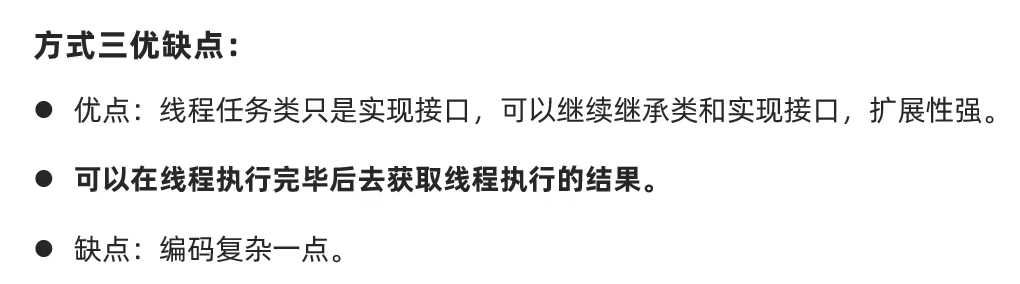 方式三优缺点：
● 优点：线程任务类只是实现接口，可以继续继承类和实现接口，扩展性强。
● 可以在线程执行完毕后去获取线程执行的结果。
● 缺点：编码复杂一点。